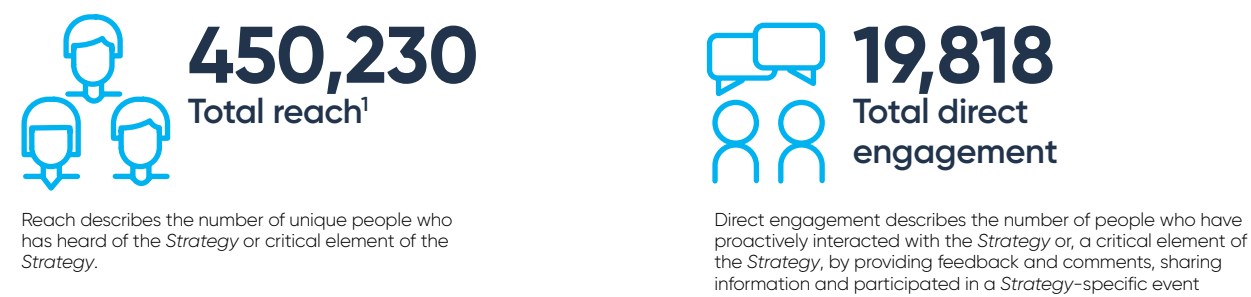 450,230
Total reach¹
Reach describes the number of unique people who
has heard of the Strategy or critical element of the
Strategy.
19,818
Total direct
engagement
Direct engagement describes the number of people who have
proactively interacted with the Strategy or, a critical element of
the Strategy, by providing feedback and comments, sharing
information and participated in a Strategy-specific event